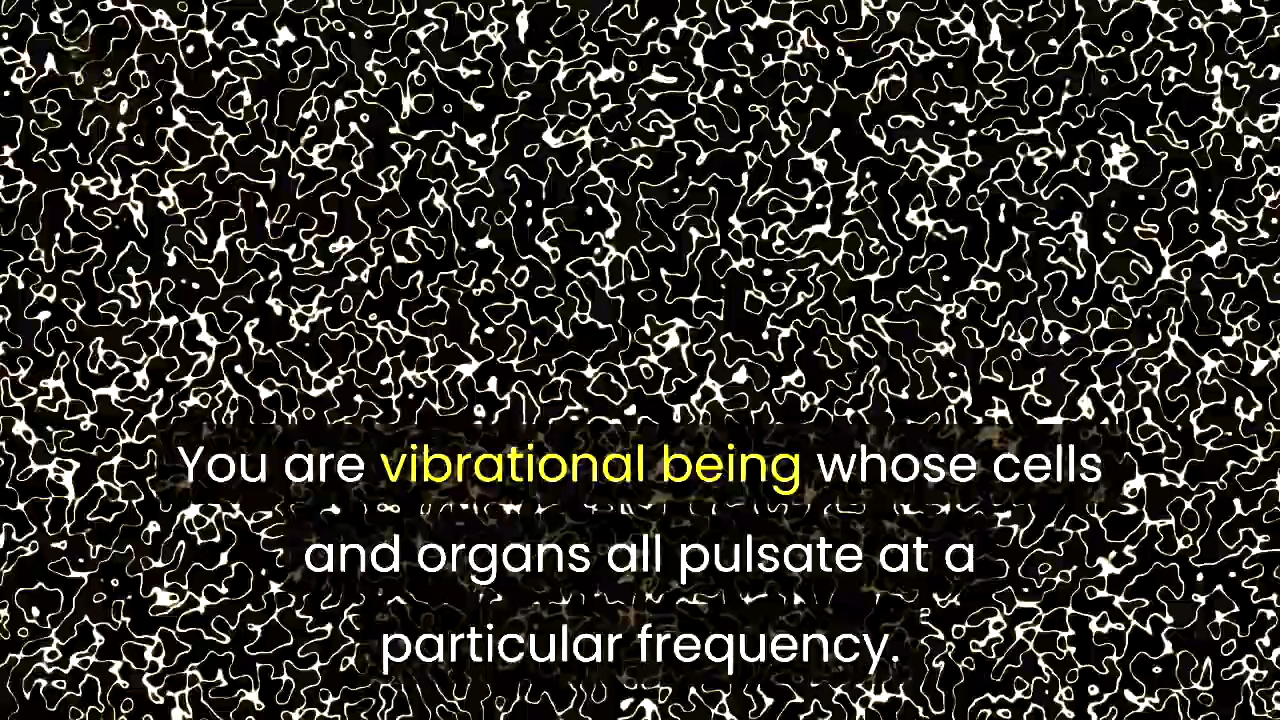 You are vibrational being whose cells
and organs all pulsate at a
particular frequency.